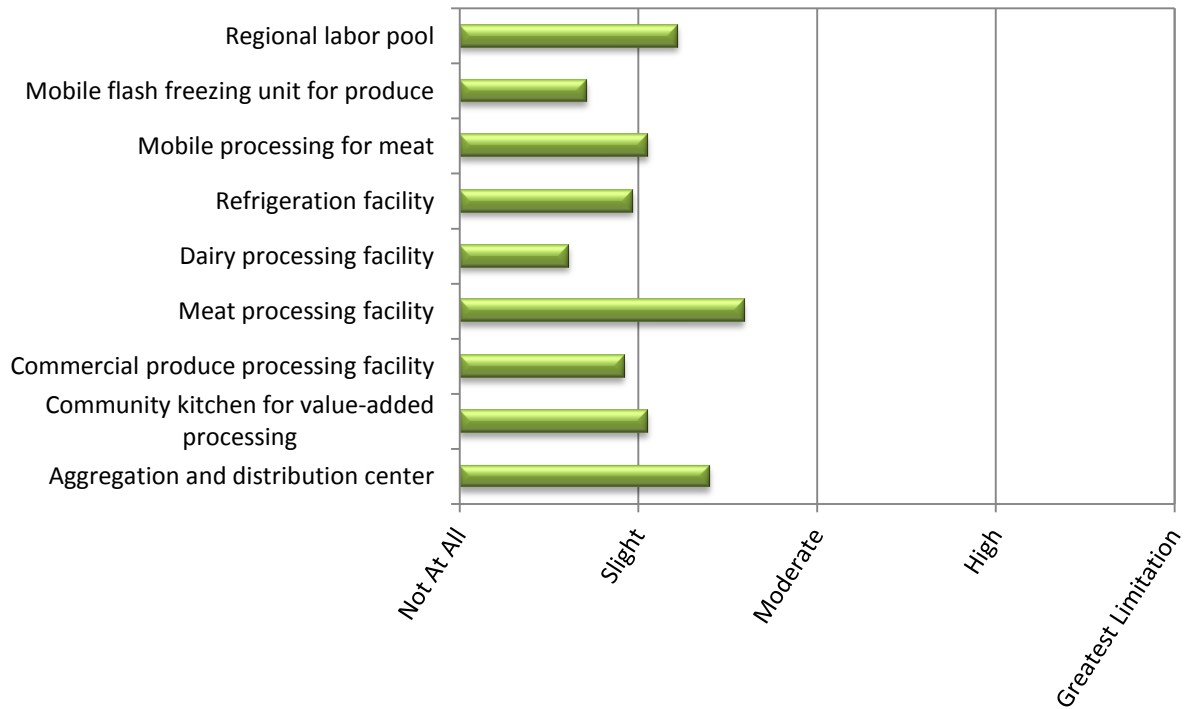 Regional labor pool
Mobile flash freezing unit for produce
Mobile processing for meat
Refrigeration facility
Dairy processing facility
Meat processing facility
Commercial produce processing facility
Community kitchen for value-added
processing
Aggregation and distribution center
Not At All
Slight
Moderate
High
Greatest Limitation